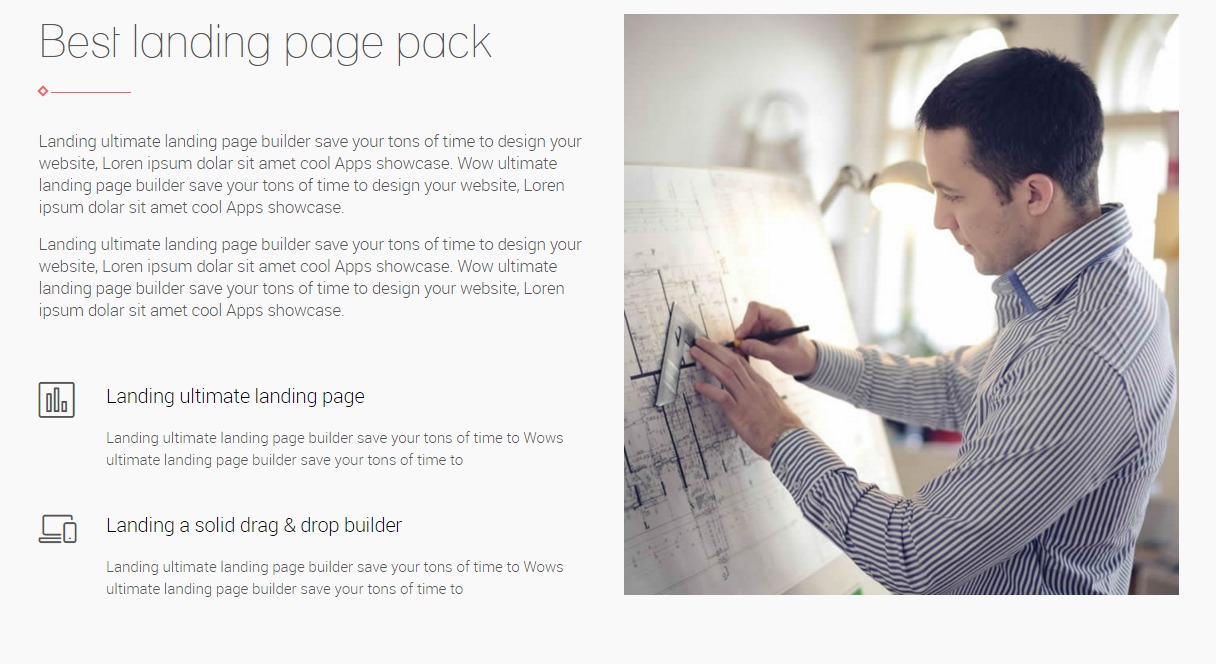 Best landing page pack
Landing ultimate landing page builder save your tons of time to design your
website, Loren ipsum dolar sit amet cool Apps showcase. Wow ultimate
landing page builder save your tons of time to design your website, Loren
ipsum dolar sit amet cool Apps showcase.
Landing ultimate landing page builder save your tons of time to design your
website, Loren ipsum dolar sit amet cool Apps showcase. Wow ultimate
landing page builder save your tons of time to design your website, Loren
ipsum dolar sit amet cool Apps showcase.
Landing ultimate landing page
Landing ultimate landing page builder save your tons of time to Wows
ultimate landing page builder save your tons of time to
Landing a solid drag & drop builder
Landing ultimate landing page builder save your tons of time to Wows
ultimate landing page builder save your tons of time to